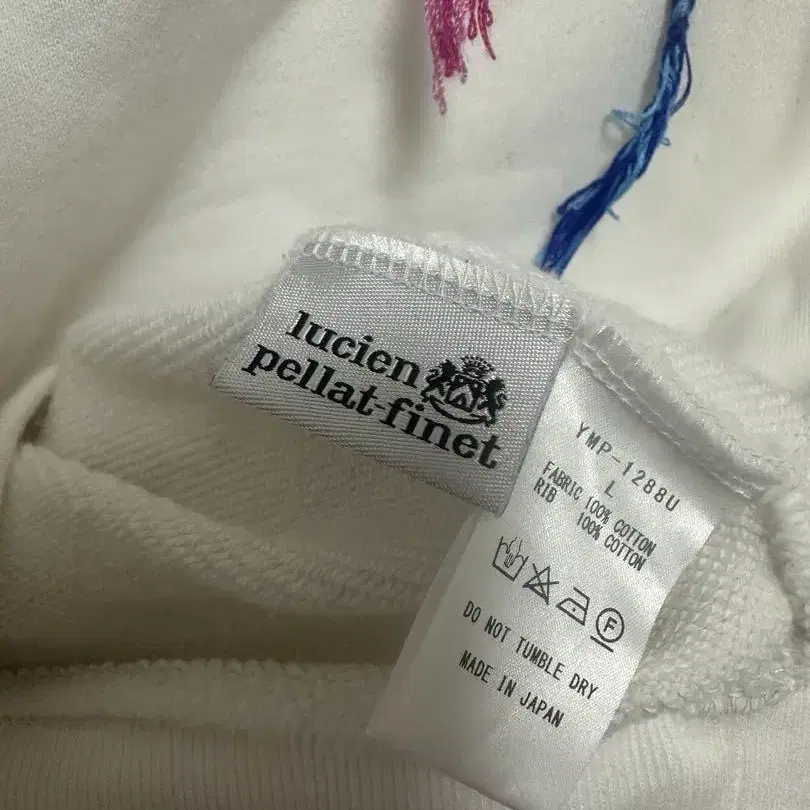 lucien
pellat-finet
YMP-1288U
L
FABRIC 100% COTTON
RIB 100% COTTON
F
DO NOT TUMBLE DRY
MADE IN JAPAN